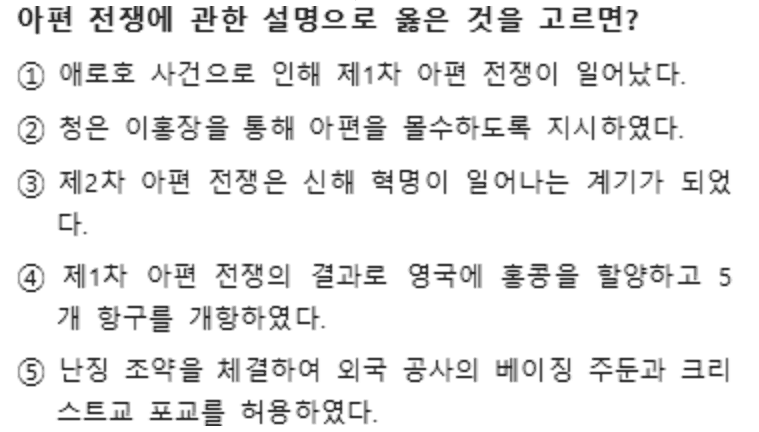 아편 전쟁에 관한 설명으로 옳은 것을 고르면?
① 애로호 사건으로 인해 제1차 아편 전쟁이 일어났다.
② 청은 이홍장을 통해 아편을 몰수하도록 지시하였다.
③ 제2차 아편 전쟁은 신해 혁명이 일어나는 계기가 되었
다.
④ 제1차 아편 전쟁의 결과로 영국에 홍콩을 할양하고 5
개 항구를 개항하였다.
⑤ 난징 조약을 체결하여 외국 공사의 베이징 주둔과 크리
스트교 포교를 허용하였다.